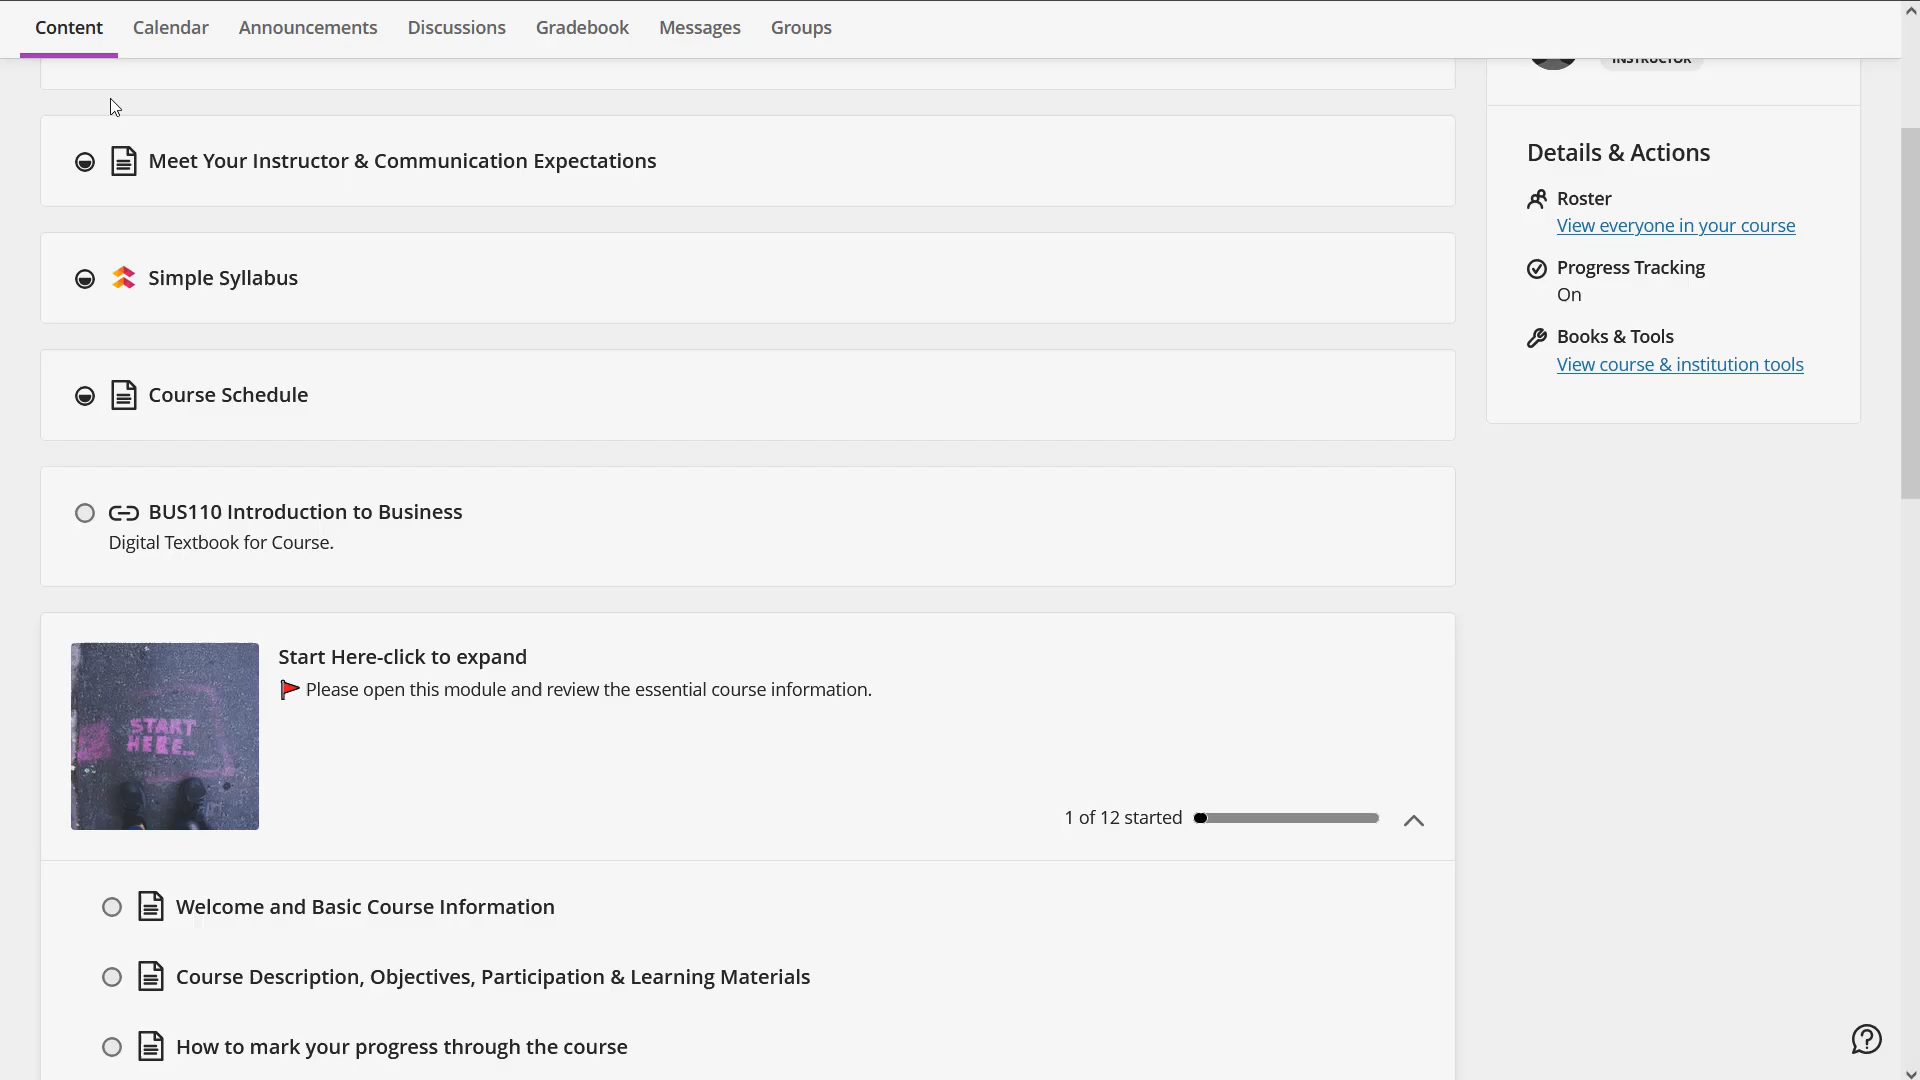 Content
Calendar
Announcements
Discussions
Gradebook
Messages
Groups
INSTRUCTOR
Meet Your Instructor & Communication Expectations
Simple Syllabus
Course Schedule
BUS110 Introduction to Business
Digital Textbook for Course.
START
HERE...
Start Here-click to expand
Please open this module and review the essential course information.
1 of 12 started
Welcome and Basic Course Information
Course Description, Objectives, Participation & Learning Materials
How to mark your progress through the course
Details & Actions
Roster
View everyone in your course
Progress Tracking
On
Books & Tools
View course & institution tools